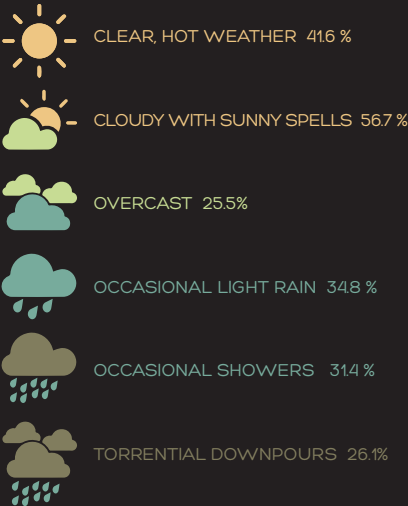 CLEAR, HOT WEATHER 41.6 %
CLOUDY WITH SUNNY SPELLS 56.7 %
OVERCAST 25.5%
OCCASIONAL LIGHT RAIN 34.8 %
OCCASIONAL SHOWERS 31.4 %
TORRENTIAL DOWNPOURS 26.1%